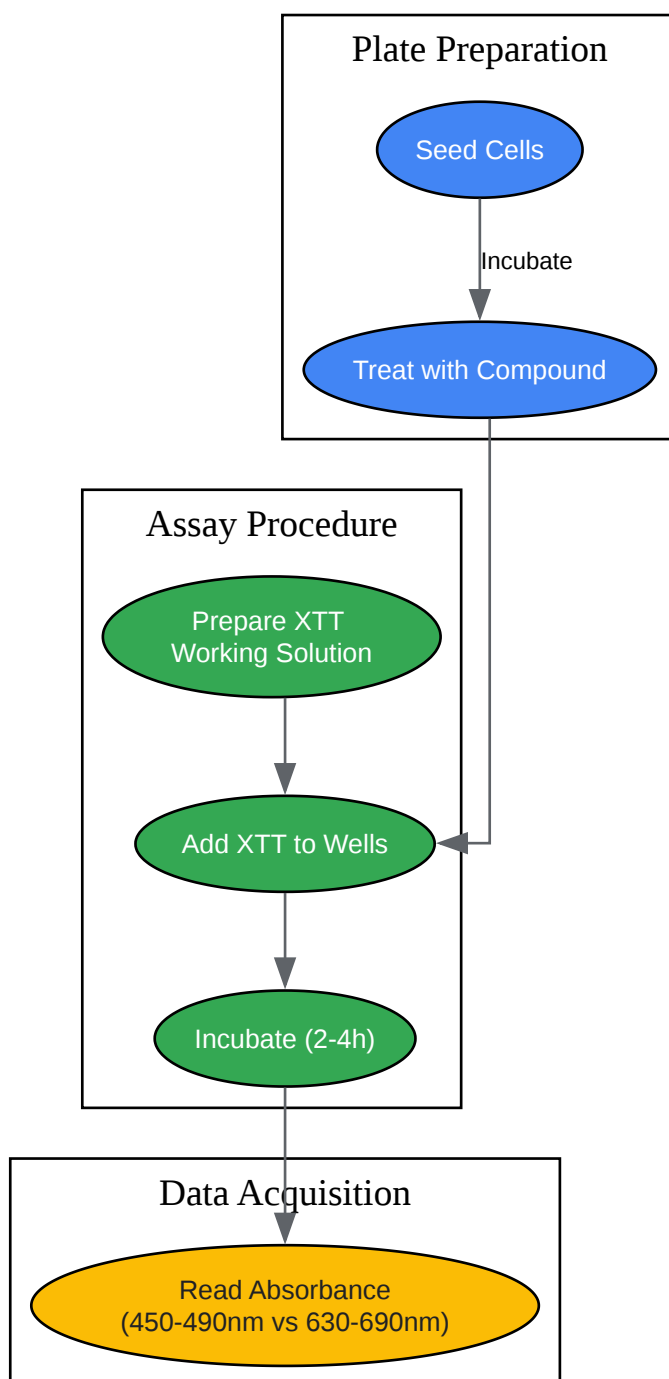 Plate Preparation
Seed Cells
Incubate
Treat with Compound
Assay Procedure
Prepare XTT
Working Solution
Add XTT to Wells
Incubate (2-4h)
Data Acquisition
Read Absorbance
(450-490nm vs 630-690nm)